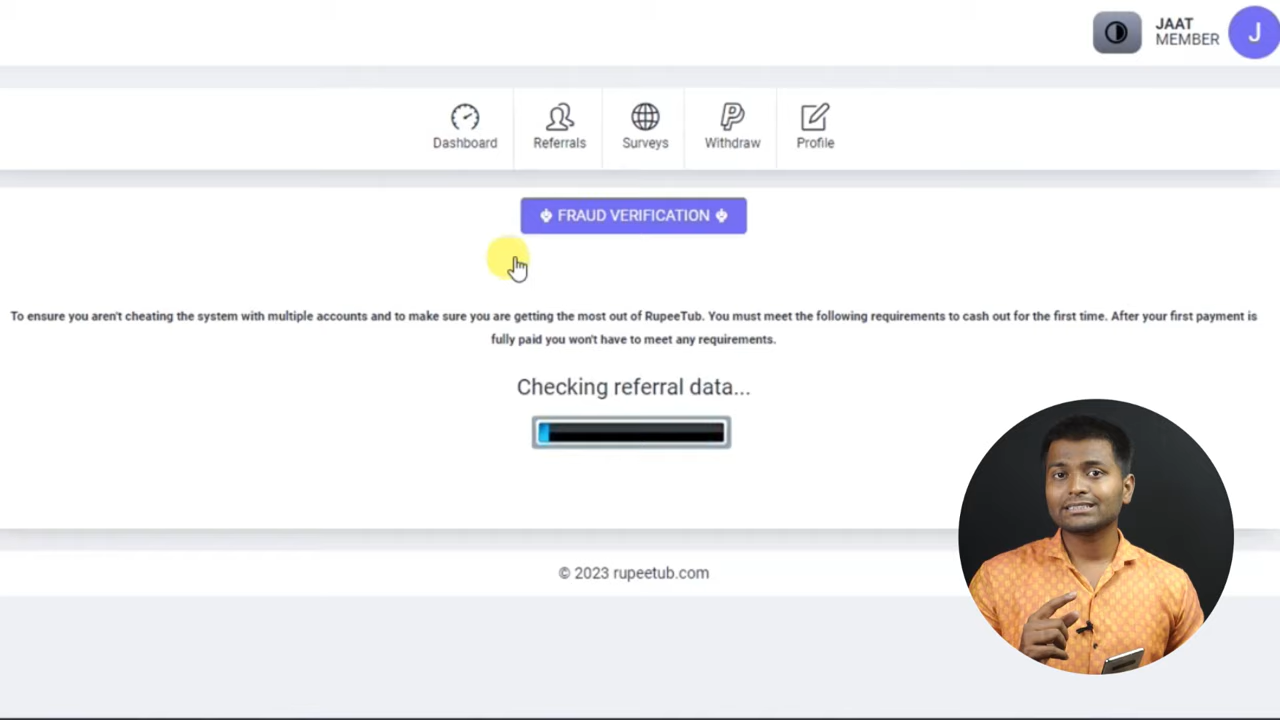 JAAT
MEMBER
J
Dashboard
Referrals
Surveys
Withdraw
Profile
FRAUD VERIFICATION
To ensure you aren't cheating the system with multiple accounts and to make sure you are getting the most out of RupeeTub. You must meet the following requirements to cash out for the first time. After your first payment is
fully paid you won't have to meet any requirements.
Checking referral data...
© 2023 rupeetub.com